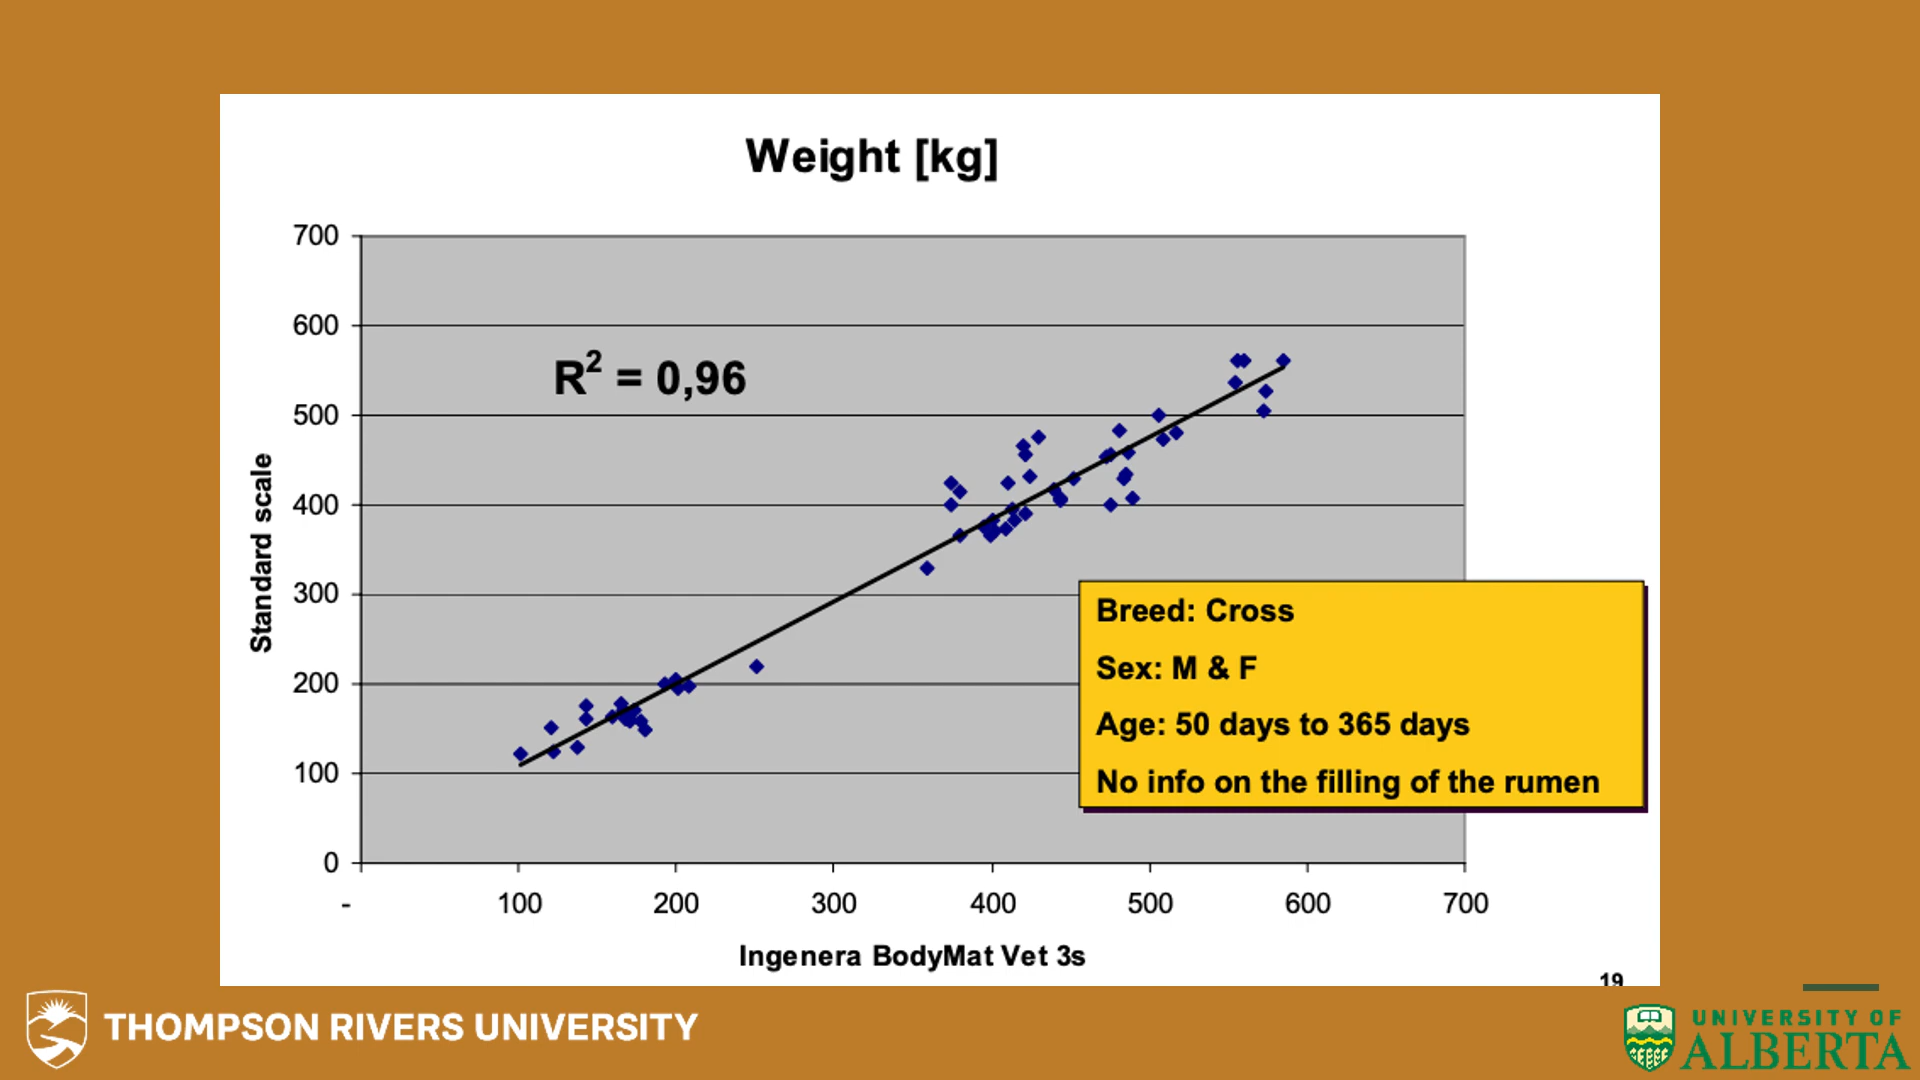 Weight [kg]
700
600
500
400
300
200
100
0
R2 = 0,96
Standard scale
Breed: Cross
Sex: M & F
Age: 50 days to 365 days
No info on the filling of the rumen
- 100 200 300 400 500 600 700
Ingenera BodyMat Vet 3s
19
THOMPSON RIVERS UNIVERSITY
UNIVERSITY OF
ALBERTA